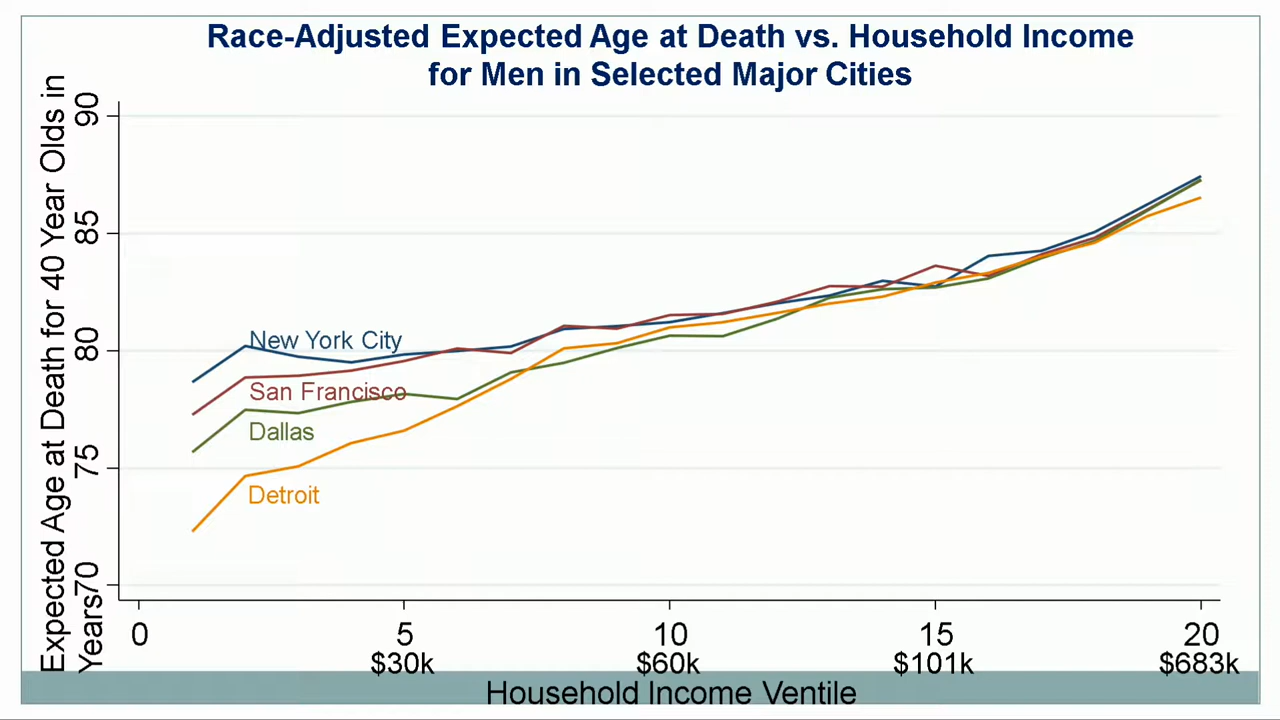 Race-Adjusted Expected Age at Death vs. Household Income
for Men in Selected Major Cities
Expected Age at Death for 40 Year Olds in
Years
90
85
80
75
70
New York City
San Francisco
Dallas
Detroit
0 5 10 15 20
$30k $60k $101k $683k
Household Income Ventile